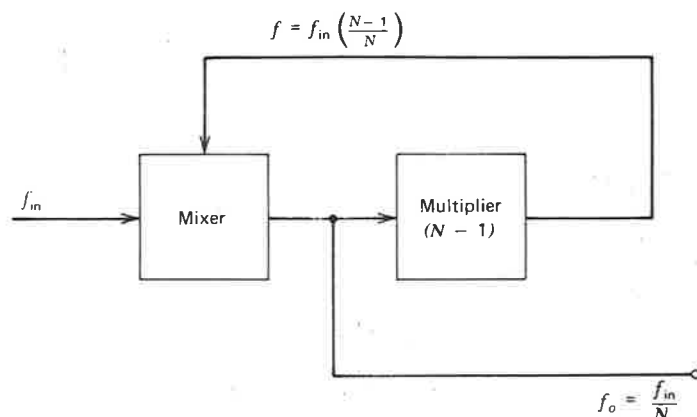 f = f_in ( (N − 1) / N )
f_in
Mixer
Multiplier
(N − 1)
f_o = f_in / N